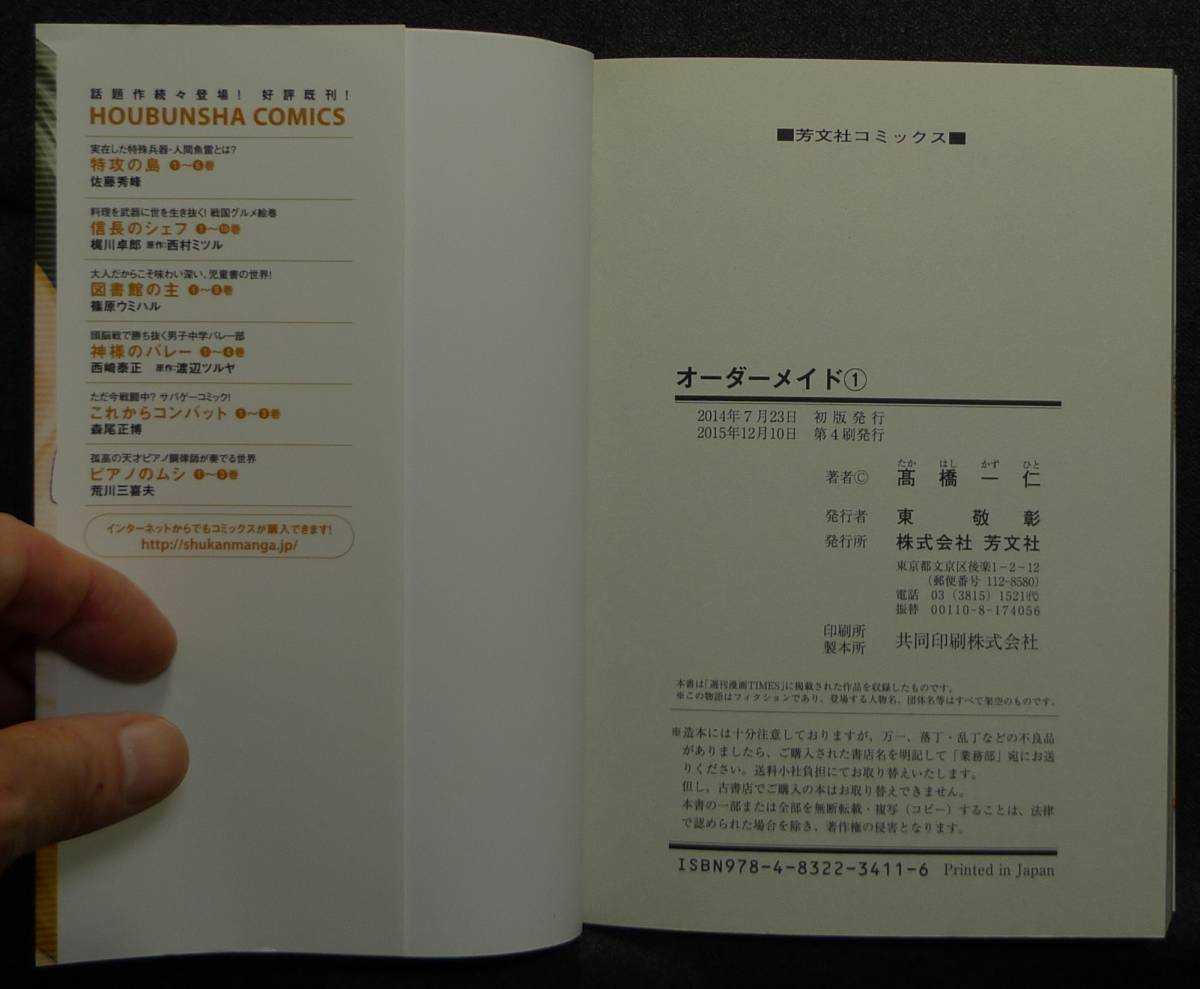 話題作続々登場！ 好評既刊！
HOUBUNSHA COMICS
実在した特殊兵器・人間魚雷とは？
特攻の島 1〜6巻
佐藤秀峰
料理を武器に世を生き抜く！ 戦国グルメ絵巻
信長のシェフ 1〜10巻
梶川卓郎 原作：西村ミツル
大人だからこそ味わい深い、児童書の世界！
図書館の主 1〜8巻
篠原ウミハル
頭脳戦で勝ち抜く男子中学バレー部
神様のバレー 1〜4巻
西崎泰正 原作：渡辺ツルヤ
ただ今戦闘中？ サバゲーコミック！
これからコンバット 1〜3巻
森尾正博
孤高の天才ピアノ調律師が奏でる世界
ピアノのムシ 1〜3巻
荒川三喜夫
インターネットからでもコミックスが購入できます！
http://shukanmanga.jp/
■芳文社コミックス■
オーダーメイド①
2014年7月23日 初版発行
2015年12月10日 第4刷発行
たか はし かず ひと
著者© 髙橋一仁
発行者 東 敬彰
発行所 株式会社 芳文社
東京都文京区後楽1－2－12
（郵便番号 112-8580）
電話 03（3815）1521㈹
振替 00110-8-174056
印刷所
製本所 共同印刷株式会社
本書は「週刊漫画TIMES」に掲載された作品を収録したものです。
※この物語はフィクションであり、登場する人物名、団体名等はすべて架空のものです。
※造本には十分注意しておりますが，万一，落丁・乱丁などの不良品
がありましたら、ご購入された書店名を明記して「業務部」宛にお送
りください。送料小社負担にてお取り替えいたします。
但し、古書店でご購入の本はお取り替えできません。
本書の一部または全部を無断転載・複写（コピー）することは、法律
で認められた場合を除き、著作権の侵害となります。
ISBN978-4-8322-3411-6 Printed in Japan